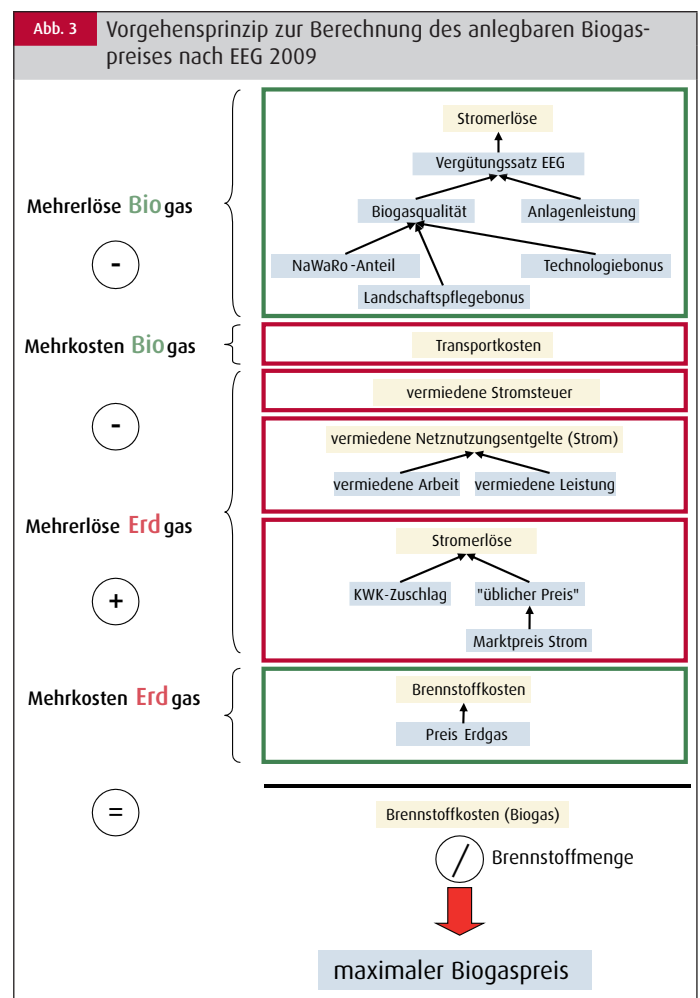 Abb. 3
Vorgehensprinzip zur Berechnung des anlegbaren Biogas-
preises nach EEG 2009
Mehrerlöse Biogas
-
Stromerlöse
Vergütungssatz EEG
Biogasqualität
Anlagenleistung
NaWaRo-Anteil
Technologiebonus
Landschaftspflegebonus
Mehrkosten Biogas
Transportkosten
-
vermiedene Stromsteuer
vermiedene Netznutzungsentgelte (Strom)
vermiedene Arbeit
vermiedene Leistung
Mehrerlöse Erdgas
Stromerlöse
+
KWK-Zuschlag
"üblicher Preis"
Marktpreis Strom
Mehrkosten Erdgas
Brennstoffkosten
Preis Erdgas
=
Brennstoffkosten (Biogas)
/ Brennstoffmenge
maximaler Biogaspreis